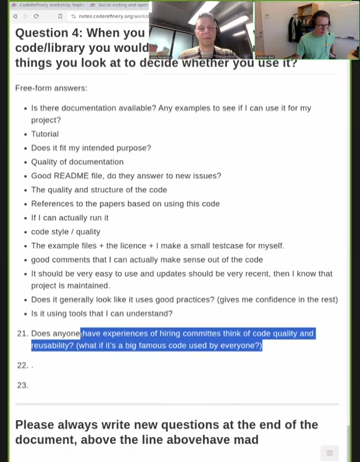 CodeRefinery workshop
Social coding and open
notes.coderefinery.org/works
Question 4: When you
code/library you would
things you look at to decide whether you use it?
Free-form answers:
• Is there documentation available? Any examples to see if I can use it for my
project?
• Tutorial
• Does it fit my intended purpose?
• Quality of documentation
• Good README file, do they answer to new issues?
• The quality and structure of the code
• References to the papers based on using this code
• If I can actually run it
• code style / quality
• The example files + the licence + I make a small testcase for myself.
• good comments that I can actually make sense out of the code
• It should be very easy to use and updates should be very recent, then I know that
project is maintained.
• Does it generally look like it uses good practices? (gives me confidence in the rest)
• Is it using tools that I can understand?
21. Does anyone have experiences of hiring committes think of code quality and
reusability? (what if it's a big famous code used by everyone?)
22. .
23.
Please always write new questions at the end of the
document, above the line abovehave mad